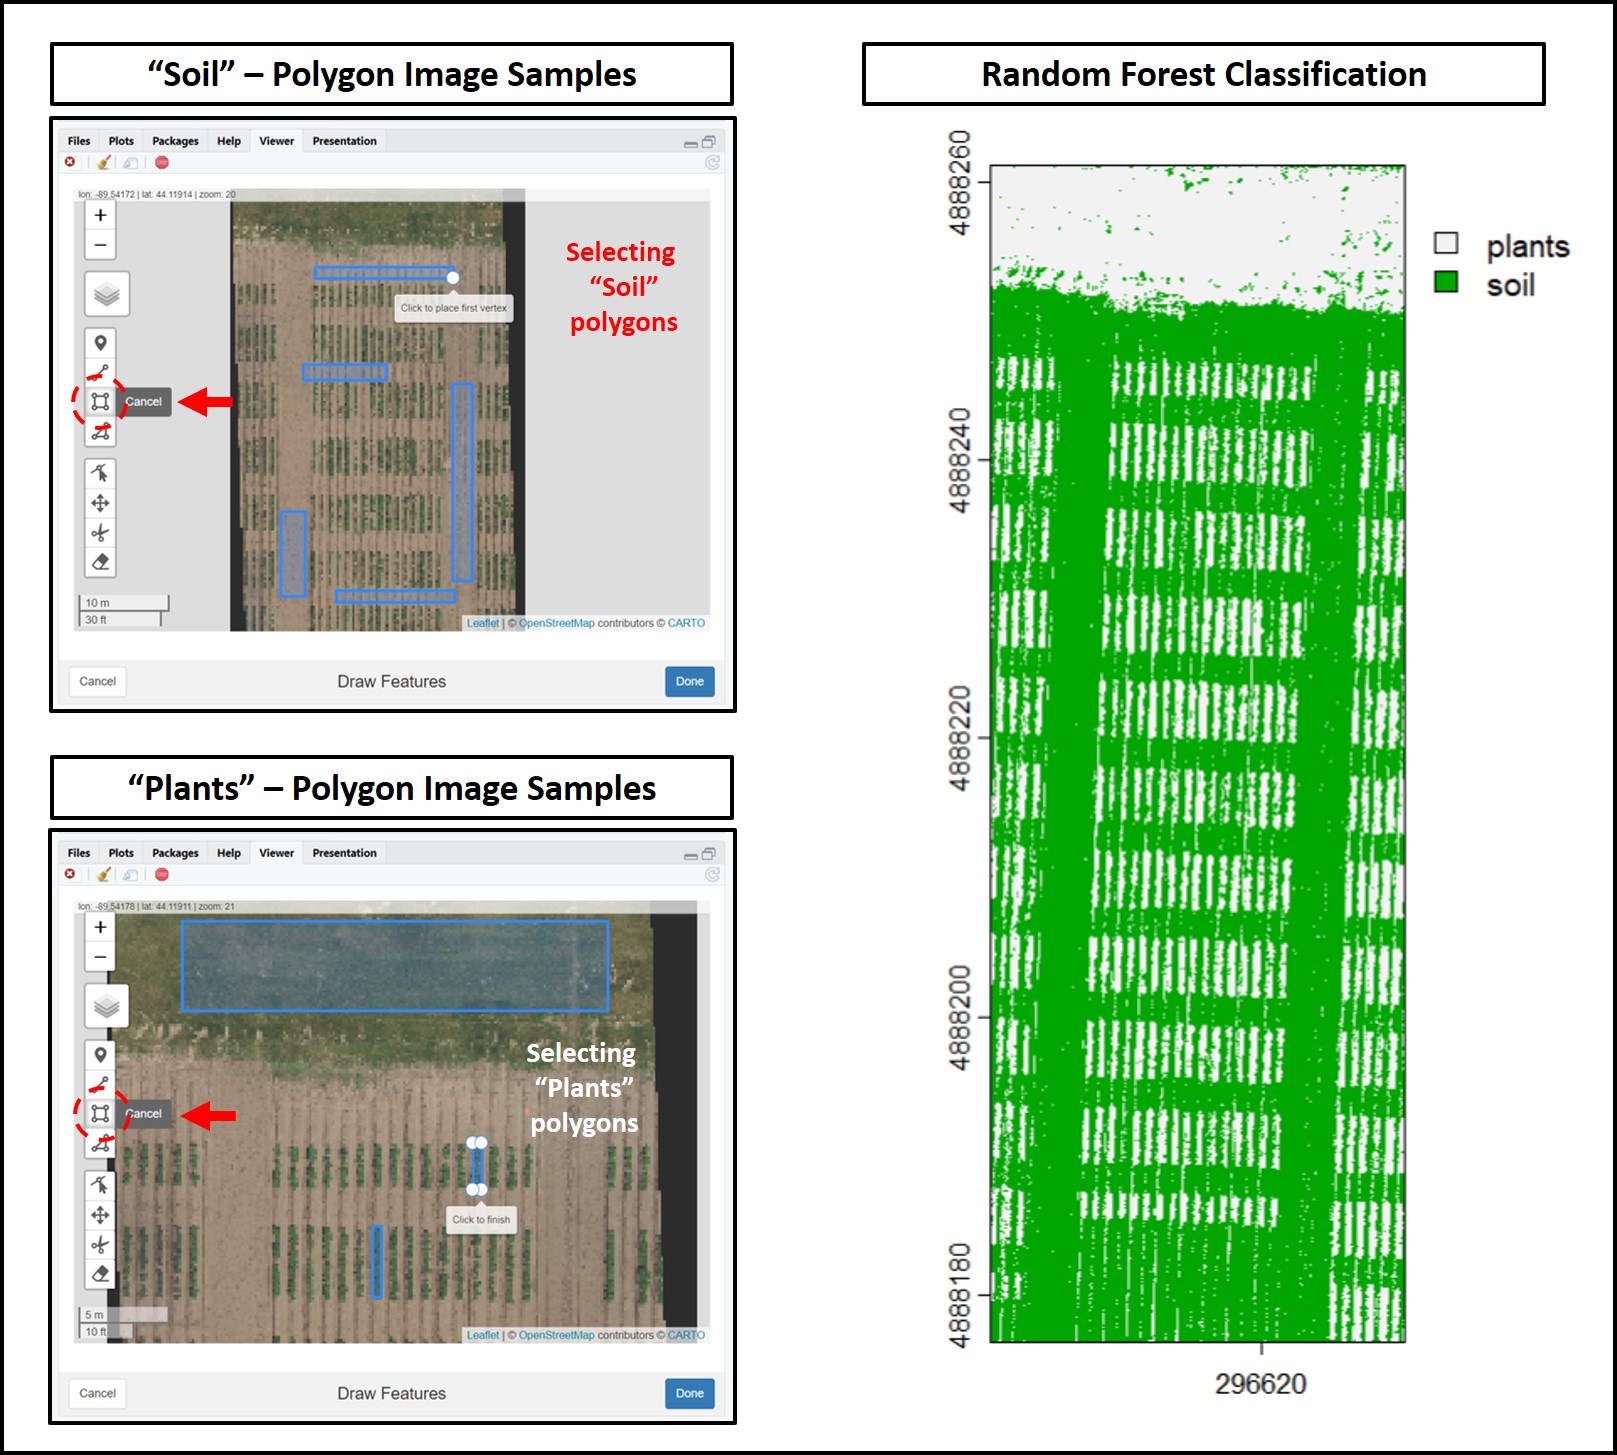 “Soil” – Polygon Image Samples
Files Plots Packages Help Viewer Presentation
lon: -89.54172 | lat: 44.11914 | zoom: 20
+
−
Selecting
“Soil”
polygons
Click to place first vertex
Cancel
10 m
30 ft
Leaflet | © OpenStreetMap contributors © CARTO
Cancel Draw Features Done
“Plants” – Polygon Image Samples
Files Plots Packages Help Viewer Presentation
lon: -89.54178 | lat: 44.11911 | zoom: 21
+
−
Selecting
“Plants”
polygons
Cancel
Click to finish
5 m
10 ft
Leaflet | © OpenStreetMap contributors © CARTO
Cancel Draw Features Done
Random Forest Classification
4888260
4888240
4888220
4888200
4888180
296620
plants
soil